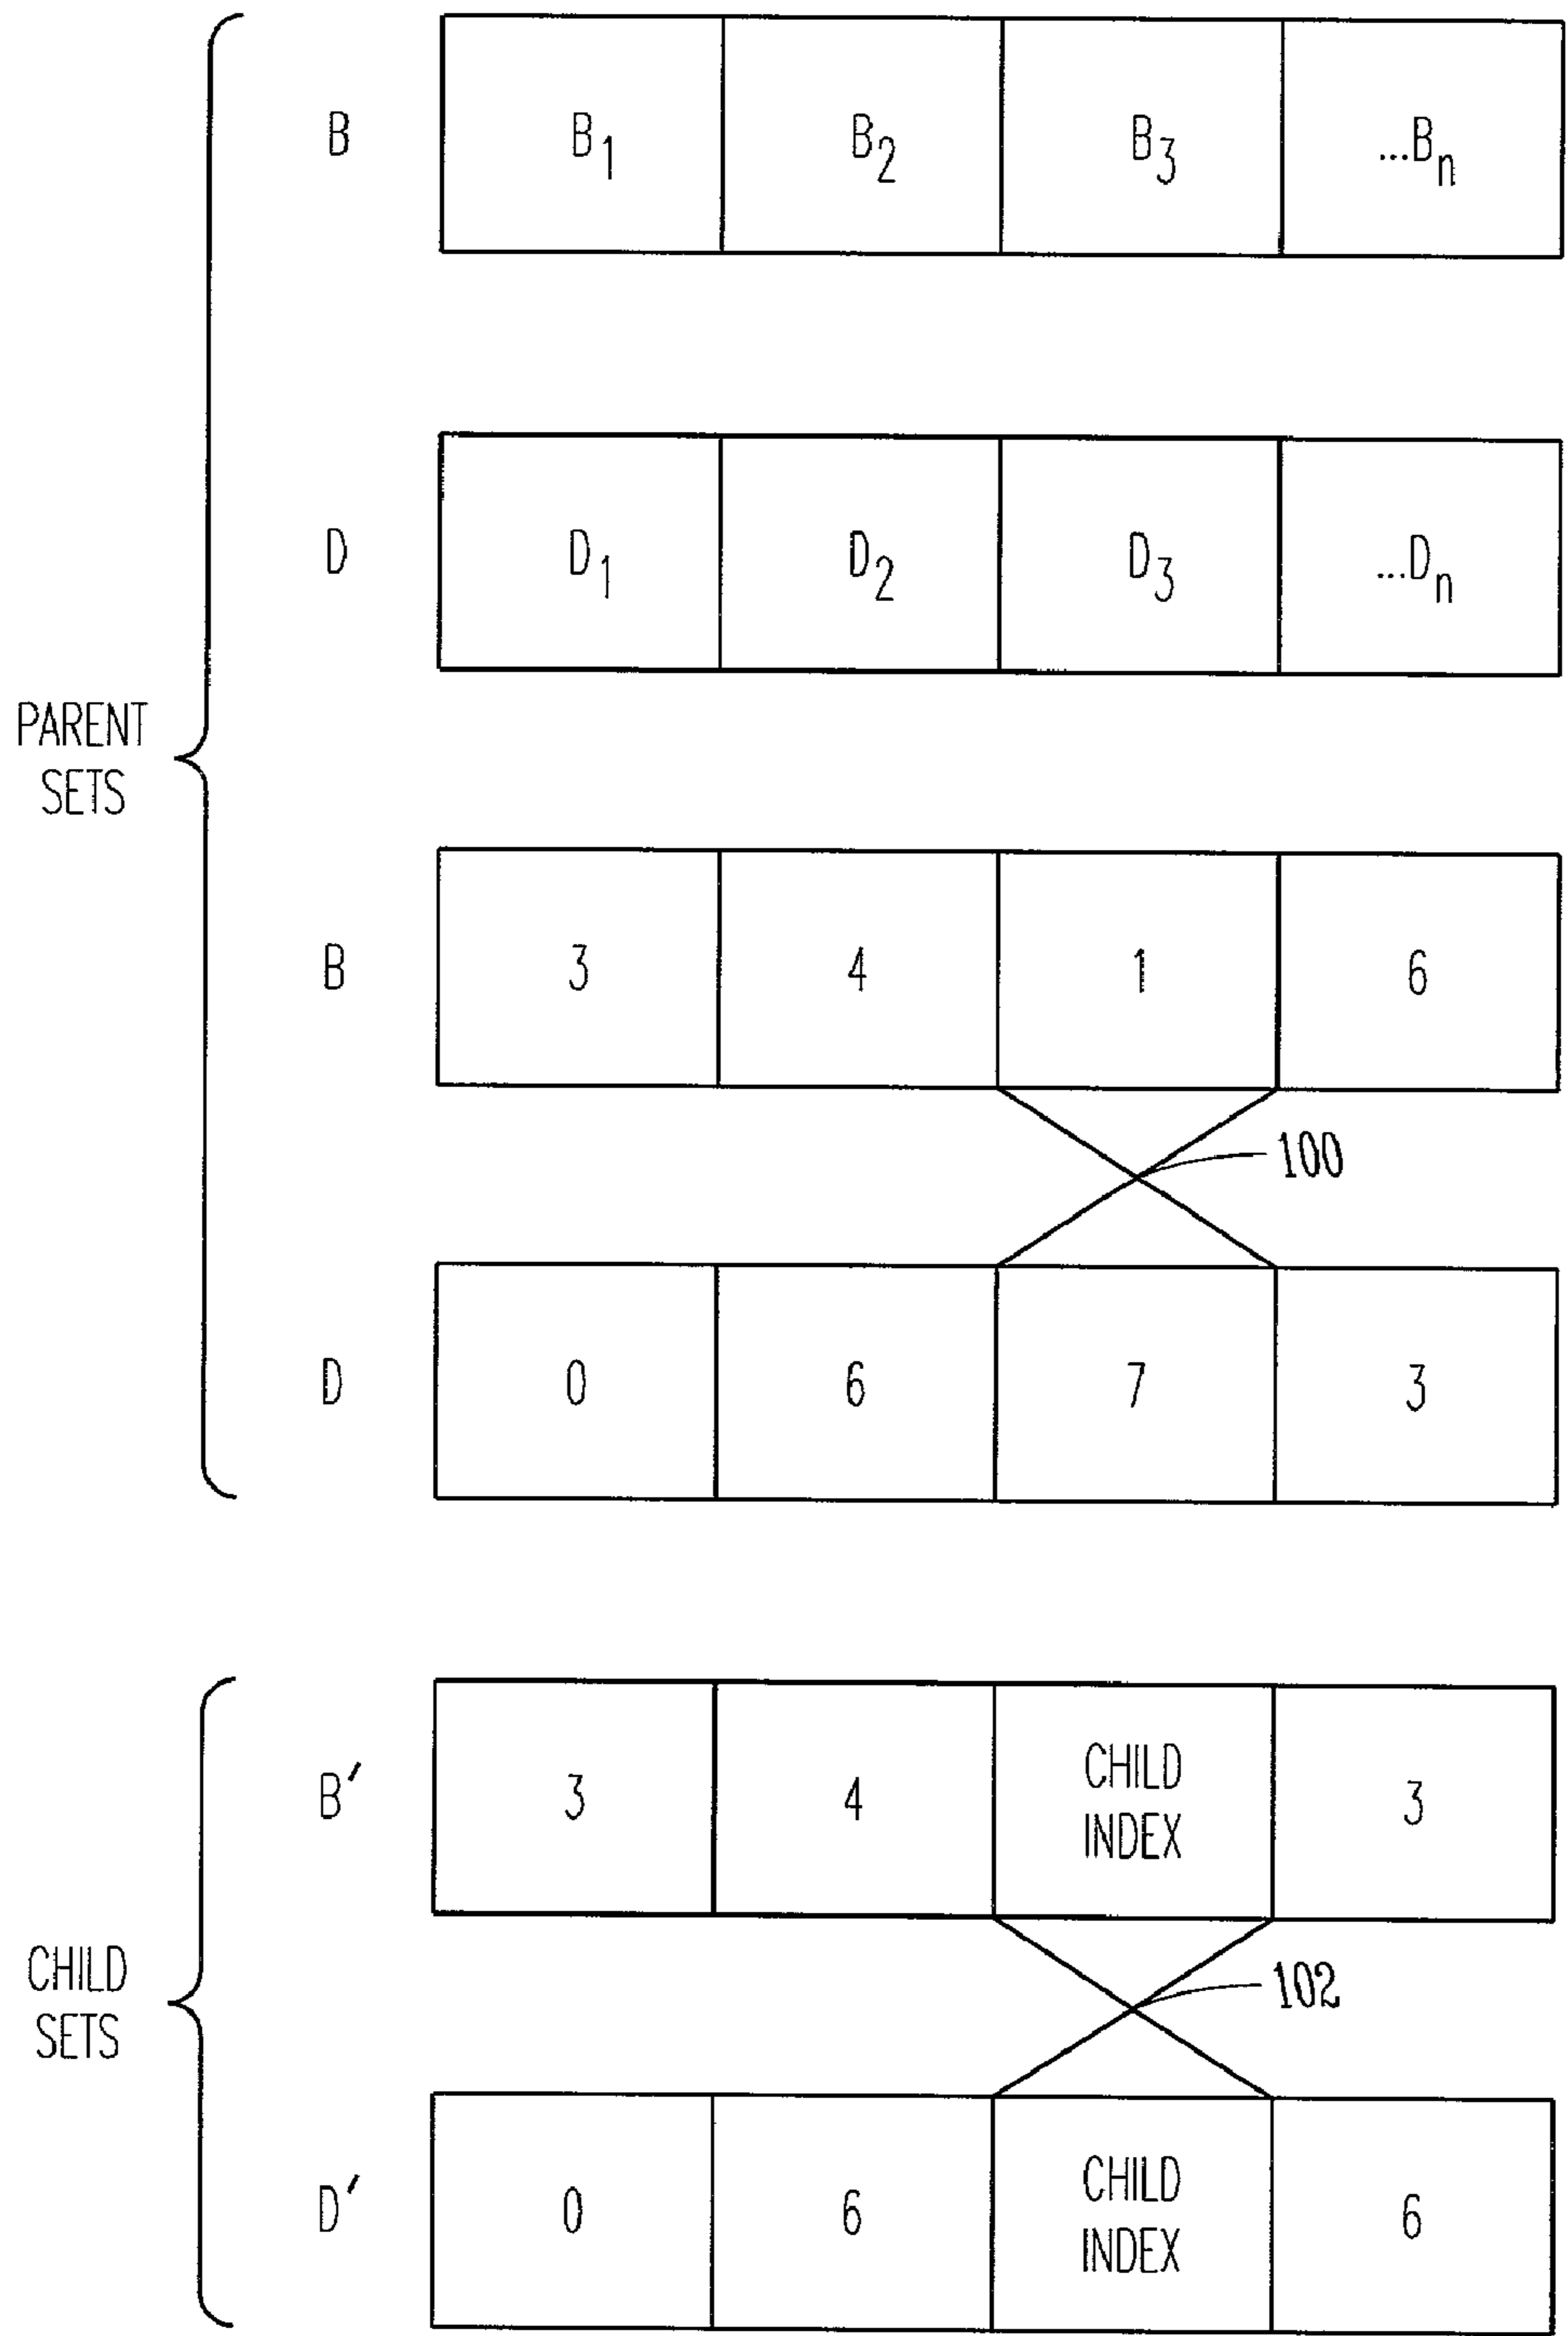 B B₁ B₂ B₃ ...Bₙ
D D₁ D₂ D₃ ...Dₙ
PARENT
SETS
B 3 4 1 6
100
D 0 6 7 3
B′ 3 4 CHILD INDEX 3
CHILD
SETS
102
D′ 0 6 CHILD INDEX 6